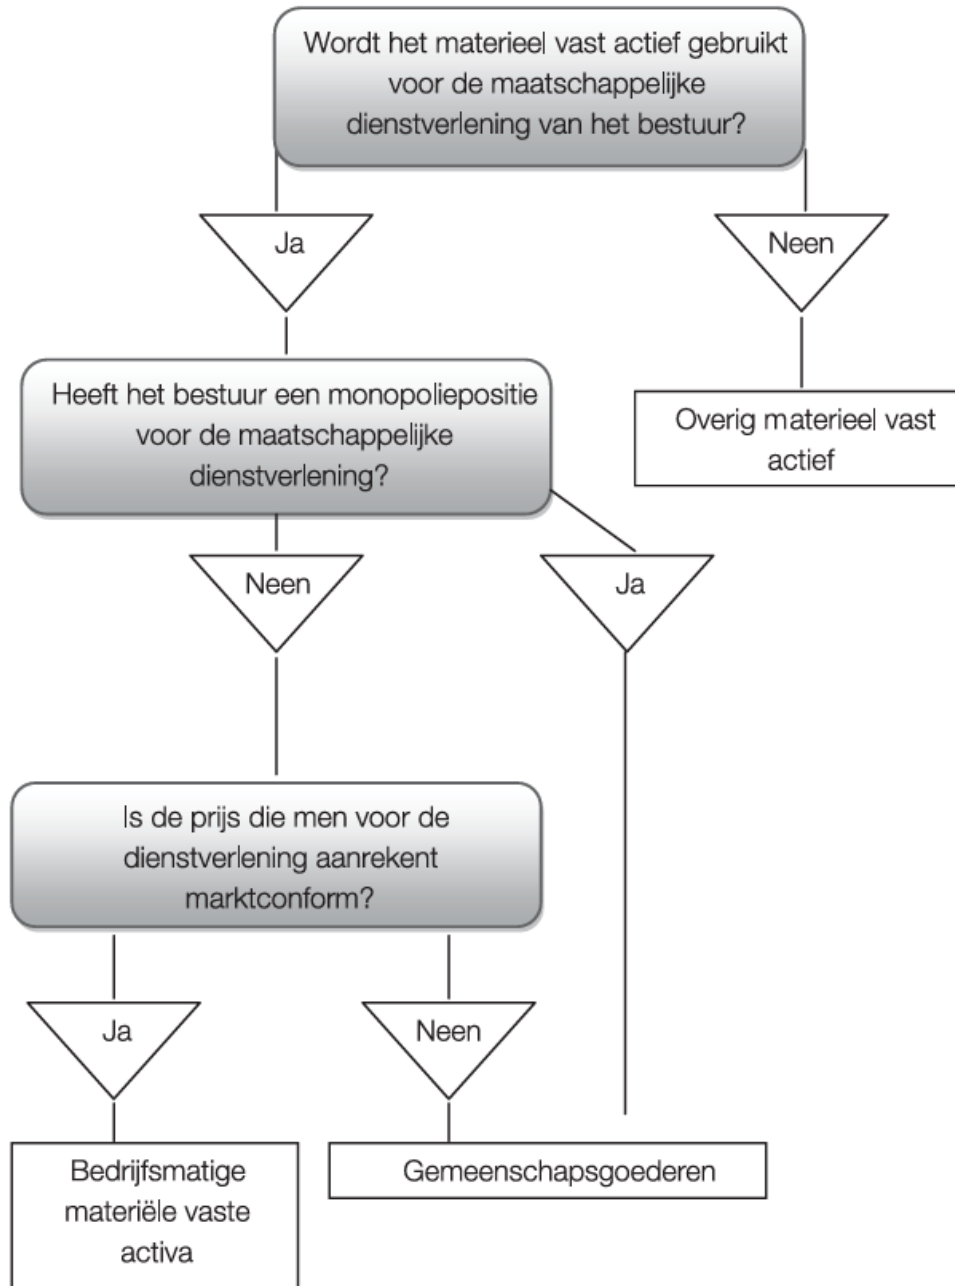 Wordt het materieel vast actief gebruikt
voor de maatschappelijke
dienstverlening van het bestuur?
Ja
Neen
Heeft het bestuur een monopoliepositie
voor de maatschappelijke
dienstverlening?
Overig materieel vast
actief
Neen
Ja
Is de prijs die men voor de
dienstverlening aanrekent
marktconform?
Ja
Neen
Bedrijfsmatige
materiële vaste
activa
Gemeenschapsgoederen